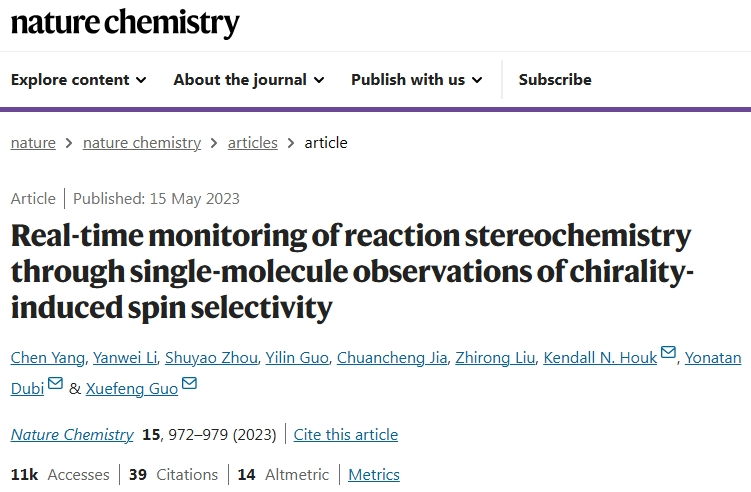 nature chemistry
Explore content About the journal Publish with us Subscribe
nature > nature chemistry > articles > article
Article | Published: 15 May 2023
Real-time monitoring of reaction stereochemistry
through single-molecule observations of chirality-
induced spin selectivity
Chen Yang, Yanwei Li, Shuyao Zhou, Yilin Guo, Chuancheng Jia, Zhirong Liu, Kendall N. Houk, Yonatan
Dubi & Xuefeng Guo
Nature Chemistry 15, 972–979 (2023) | Cite this article
11k Accesses | 39 Citations | 14 Altmetric | Metrics